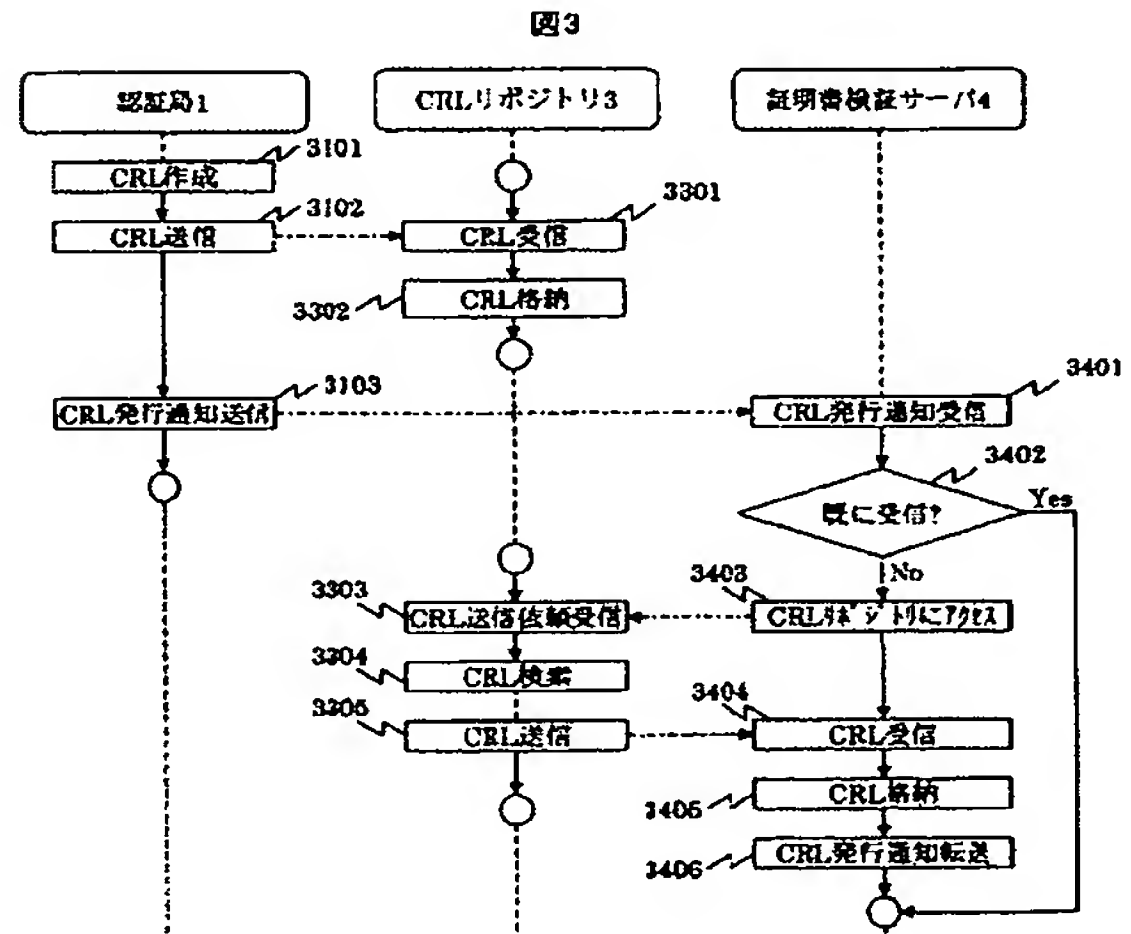 図3
認証局1
CRLリポジトリ3
証明書検証サーバ4
3101
CRL作成
3102
CRL送信
3301
CRL受信
3302
CRL格納
3103
CRL発行通知送信
3401
CRL発行通知受信
3402
既に受信?
Yes
No
3403
CRLリポジトリにアクセス
3303
CRL送信依頼受信
3304
CRL検索
3305
CRL送信
3404
CRL受信
3405
CRL格納
3406
CRL発行通知転送